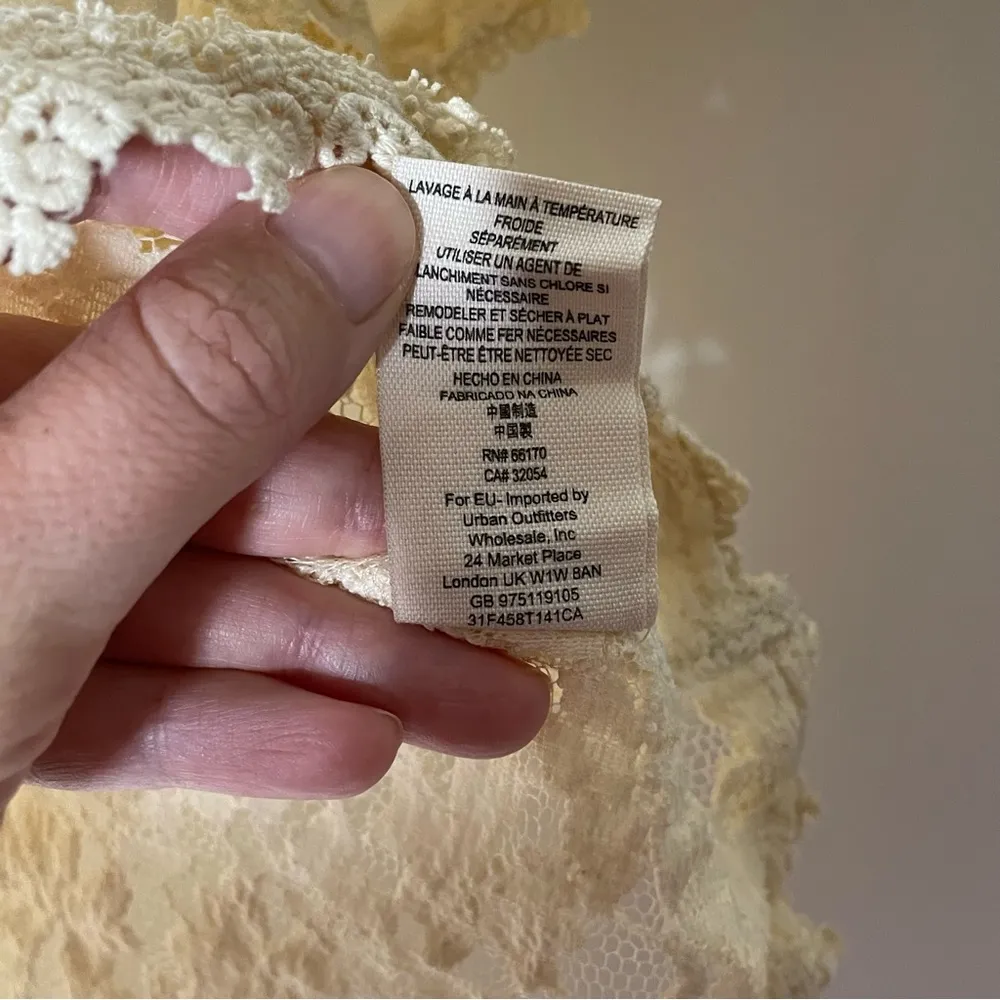 LAVAGE À LA MAIN À TEMPÉRATURE
FROIDE
SÉPARÉMENT
UTILISER UN AGENT DE
LANCHIMENT SANS CHLORE SI
NÉCESSAIRE
REMODELER ET SÉCHER À PLAT
FAIBLE COMME FER NÉCESSAIRES
PEUT-ÊTRE ÊTRE NETTOYÉE SEC
HECHO EN CHINA
FABRICADO NA CHINA
中國制造
中国製
RN# 66170
CA# 32054
For EU- Imported by
Urban Outfitters
Wholesale, Inc
24 Market Place
London UK W1W 8AN
GB 975119105
31F458T141CA